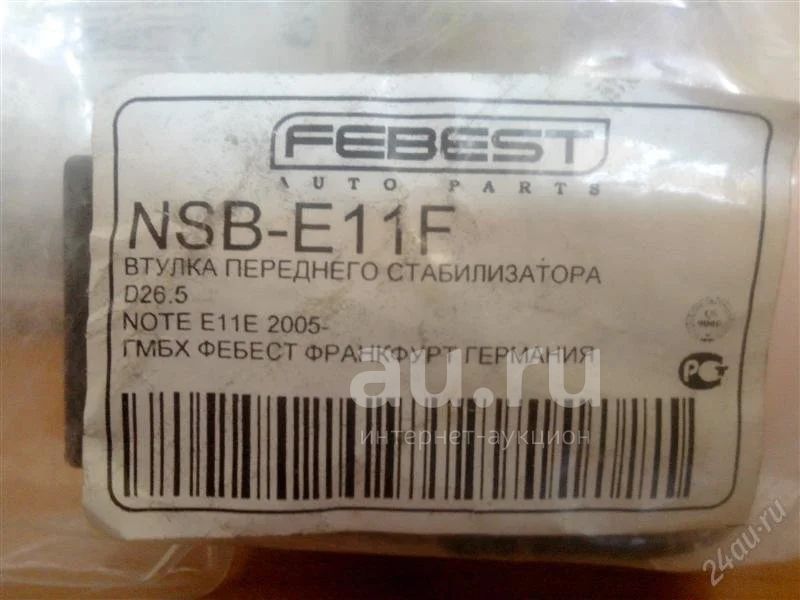 FEBEST
AUTO PARTS
NSB-E11F
ВТУЛКА ПЕРЕДНЕГО СТАБИЛИЗАТОРА
D26.5
NOTE E11E 2005-
ГМБХ ФЕБЕСТ ФРАНКФУРТ ГЕРМАНИЯ
РСТ
au.ru
интернет-аукцион
24au.ru